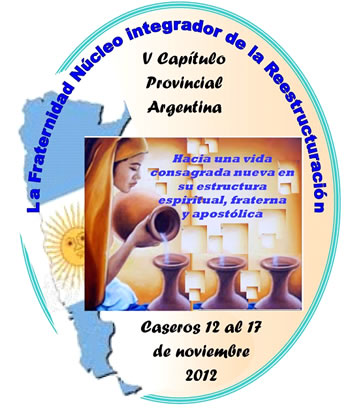 La Fraternidad Núcleo integrador de la Reestructuración
V Capítulo
Provincial
Argentina
Hacia una vida
consagrada nueva en
su estructura
espiritual, fraterna
y apostólica
Caseros 12 al 17
de noviembre
2012